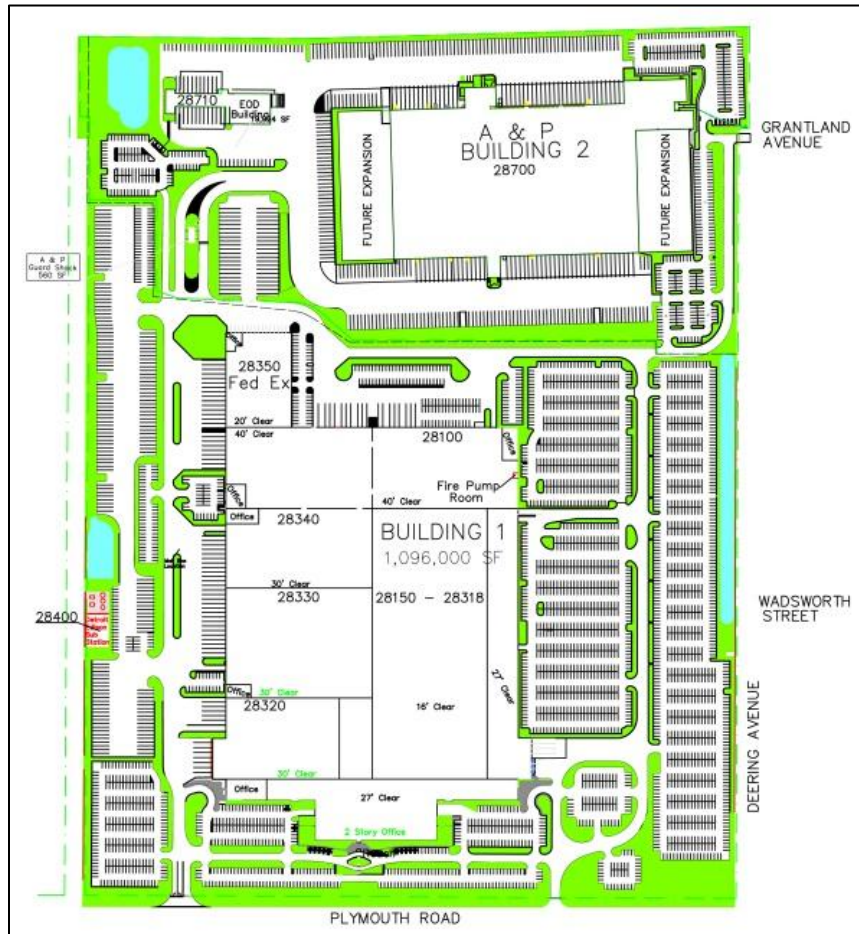 28710
EOD
Building
A & P
BUILDING 2
28700
FUTURE EXPANSION
FUTURE EXPANSION
GRANTLAND
AVENUE
A & P
Guard Shack
560 SF
Office
28350
Fed Ex
20' Clear
40' Clear
28100
Office
Fire Pump
Room
40' Clear
Office
Office
28340
BUILDING 1
1,096,000 SF
30' Clear
28330
28150 - 28318
28400
Detroit
Edison
Sub
Station
WADSWORTH
STREET
27' Clear
Office
30' Clear
28320
16' Clear
DEERING AVENUE
30' Clear
Office
27' Clear
2 Story Office
PLYMOUTH ROAD